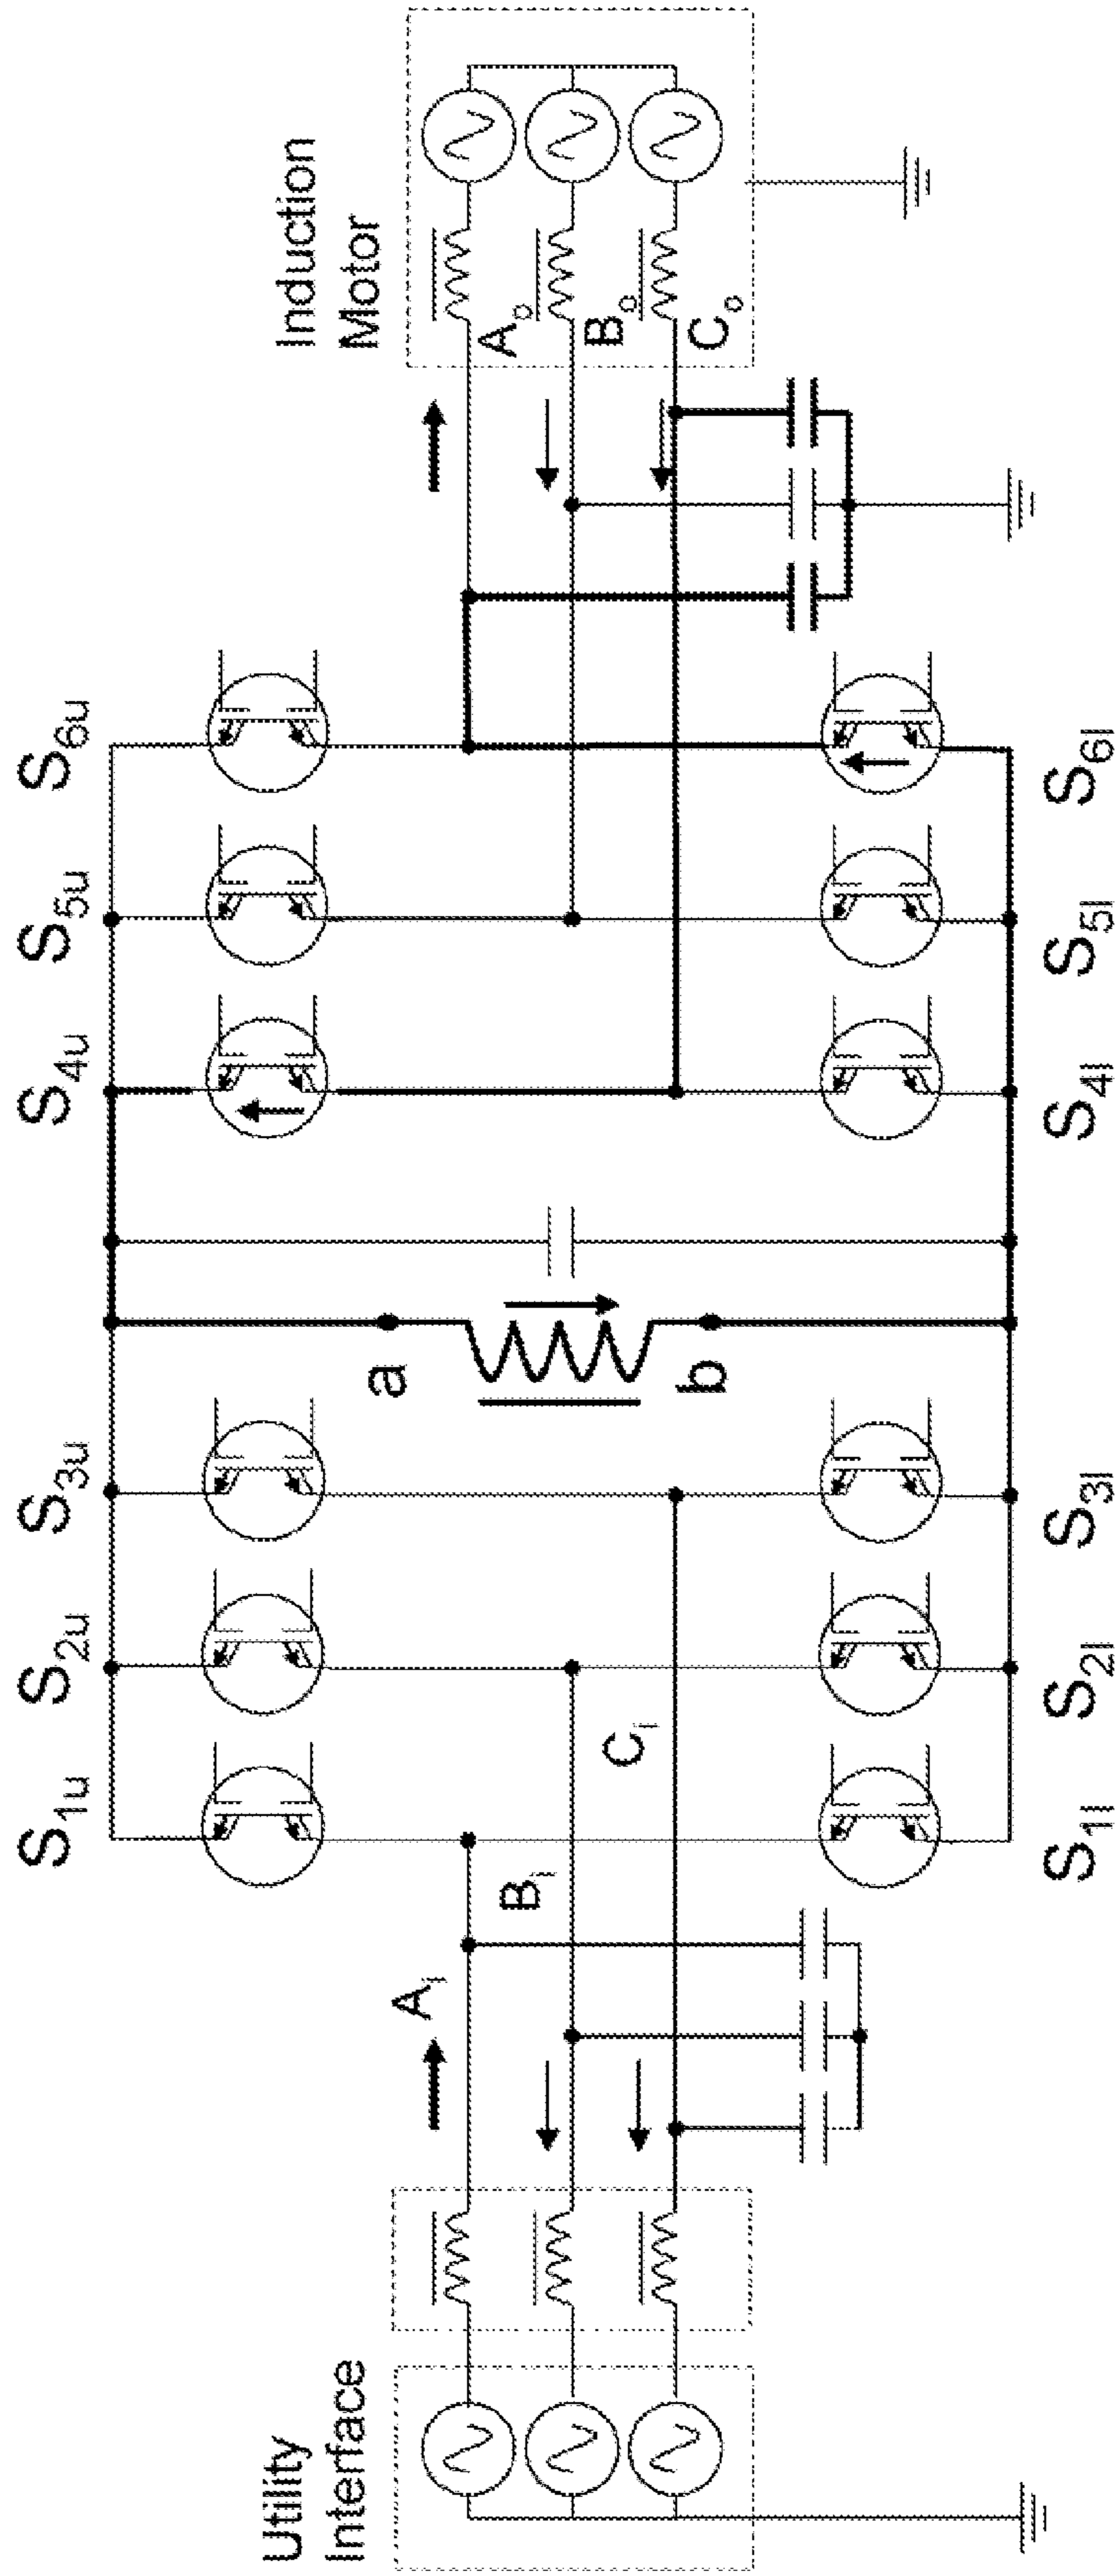 Utility
Interface
Induction
Motor
S1u
S2u
S3u
S4u
S5u
S6u
Ai
Bi
Ci
a
b
Ao
Bo
Co
S1l
S2l
S3l
S4l
S5l
S6l